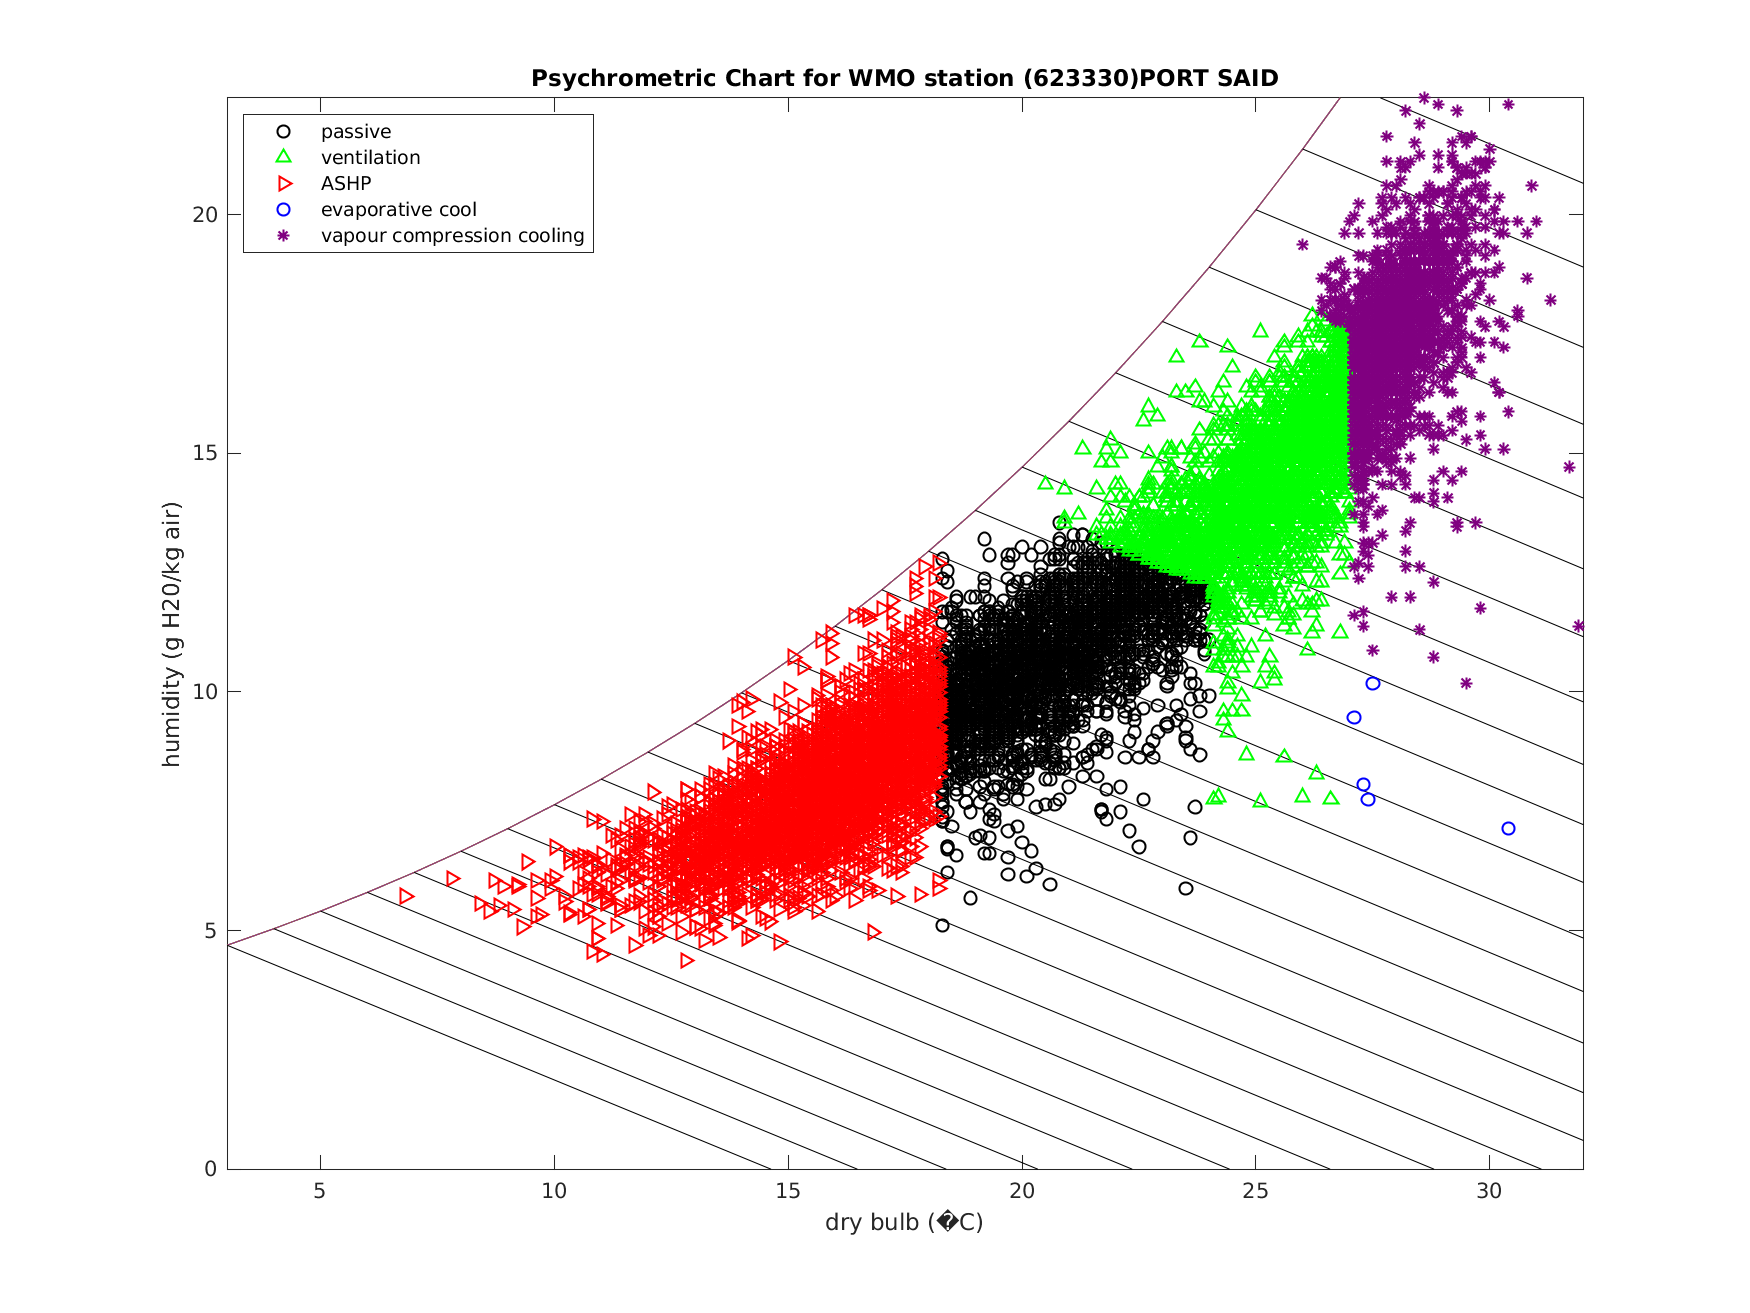 Psychrometric Chart for WMO station (623330)PORT SAID
passive
ventilation
ASHP
evaporative cool
vapour compression cooling
20
15
10
5
0
humidity (g H20/kg air)
5
10
15
20
25
30
dry bulb (�C)